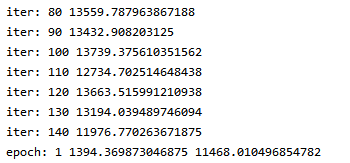 iter: 80 13559.787963867188
iter: 90 13432.908203125
iter: 100 13739.375610351562
iter: 110 12734.702514648438
iter: 120 13663.515991210938
iter: 130 13194.039489746094
iter: 140 11976.770263671875
epoch: 1 1394.369873046875 11468.010496854782